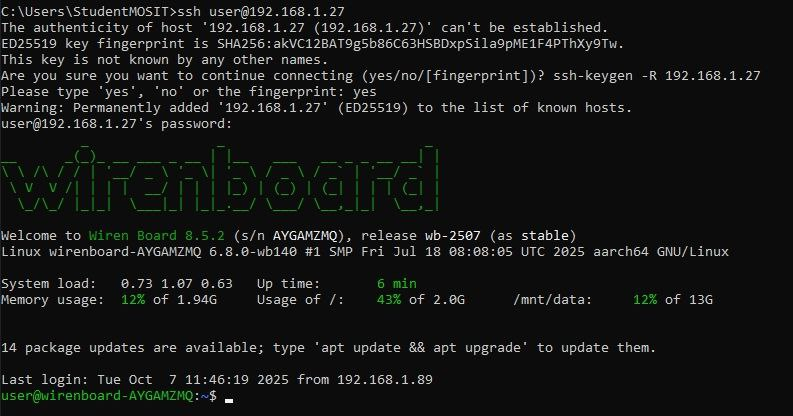 C:\Users\StudentMOSIT>ssh user@192.168.1.27
The authenticity of host '192.168.1.27 (192.168.1.27)' can't be established.
ED25519 key fingerprint is SHA256:akVC12BAT9g5b86C63HSBDxpSila9pME1F4PThXy9Tw.
This key is not known by any other names.
Are you sure you want to continue connecting (yes/no/[fingerprint])? ssh-keygen -R 192.168.1.27
Please type 'yes', 'no' or the fingerprint: yes
Warning: Permanently added '192.168.1.27' (ED25519) to the list of known hosts.
user@192.168.1.27's password:
wirenboard
Welcome to Wiren Board 8.5.2 (s/n AYGAMZMQ), release wb-2507 (as stable)
Linux wirenboard-AYGAMZMQ 6.8.0-wb140 #1 SMP Fri Jul 18 08:08:05 UTC 2025 aarch64 GNU/Linux
System load: 0.73 1.07 0.63 Up time: 6 min
Memory usage: 12% of 1.94G Usage of /: 43% of 2.0G /mnt/data: 12% of 13G
14 package updates are available; type 'apt update && apt upgrade' to update them.
Last login: Tue Oct 7 11:46:19 2025 from 192.168.1.89
user@wirenboard-AYGAMZMQ:~$